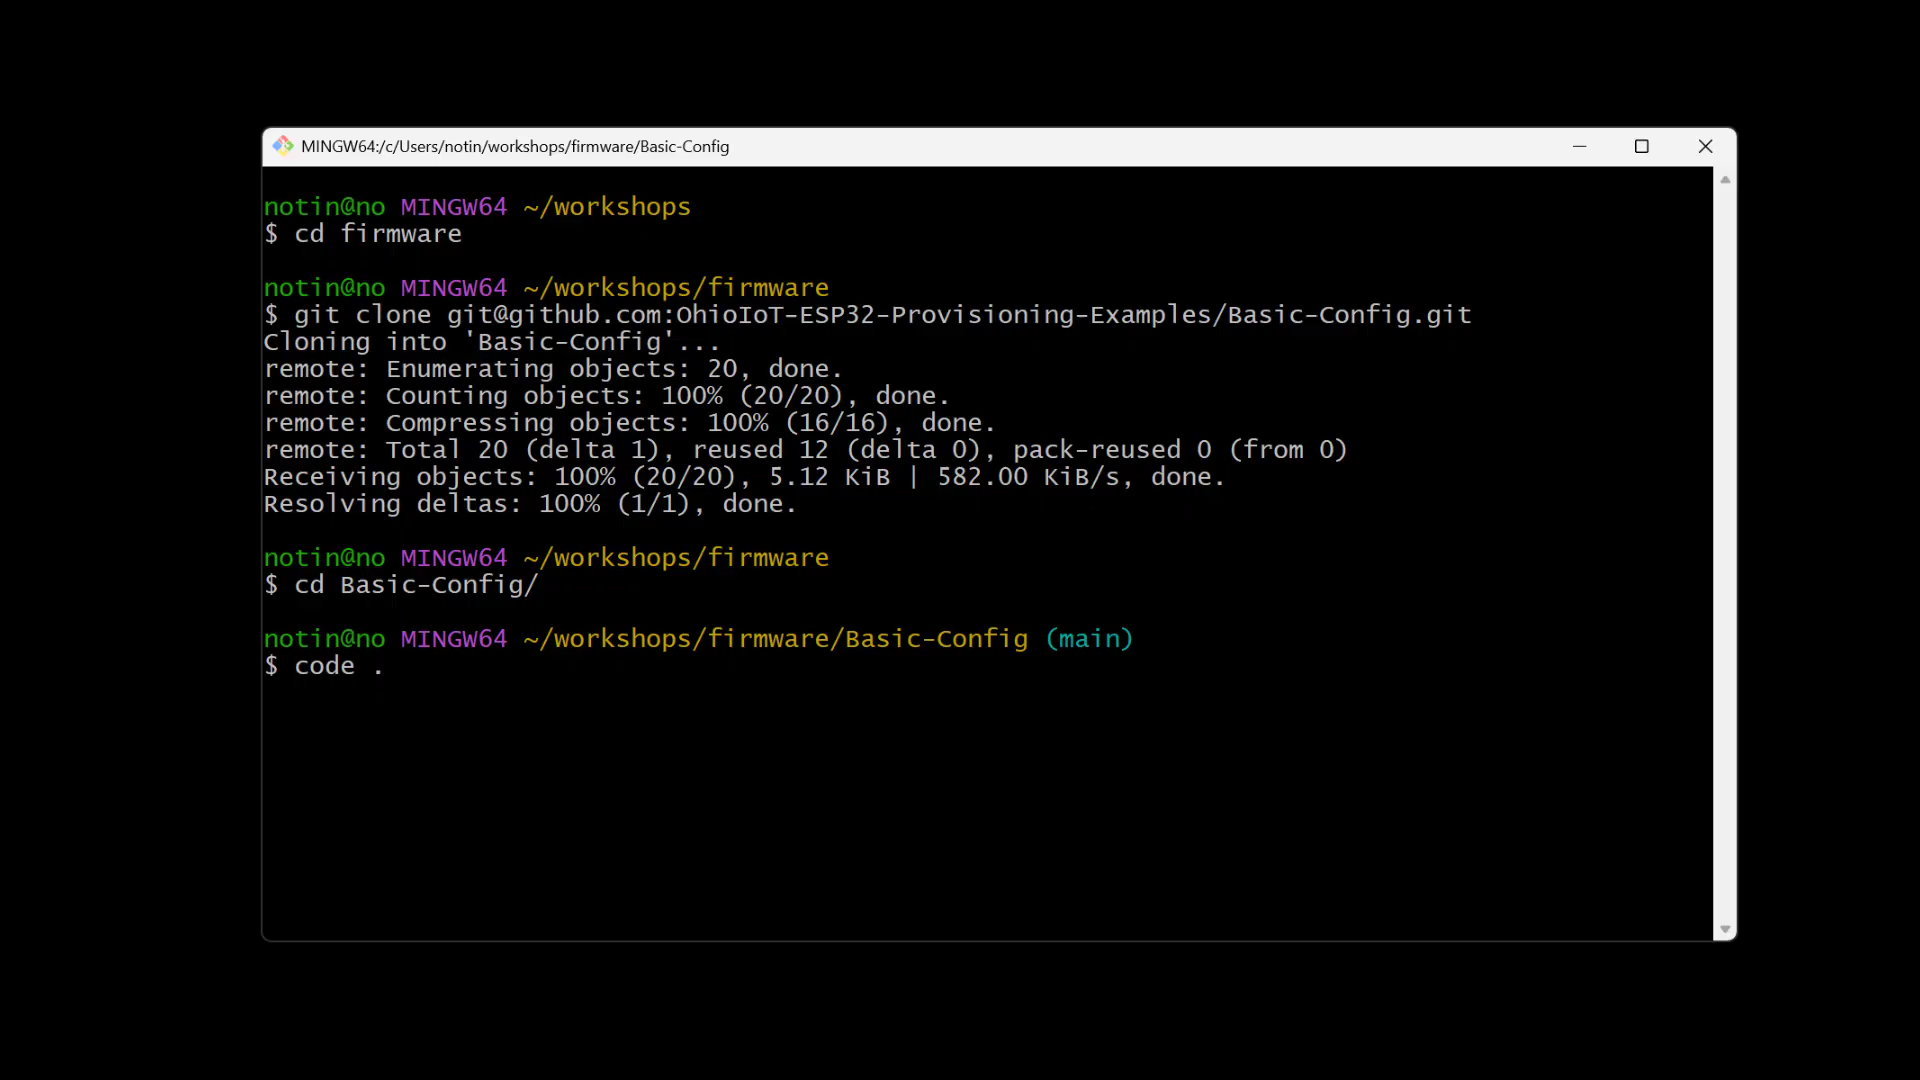 MINGW64:/c/Users/notin/workshops/firmware/Basic-Config
notin@no MINGW64 ~/workshops
$ cd firmware
notin@no MINGW64 ~/workshops/firmware
$ git clone git@github.com:OhioIoT-ESP32-Provisioning-Examples/Basic-Config.git
Cloning into 'Basic-Config'...
remote: Enumerating objects: 20, done.
remote: Counting objects: 100% (20/20), done.
remote: Compressing objects: 100% (16/16), done.
remote: Total 20 (delta 1), reused 12 (delta 0), pack-reused 0 (from 0)
Receiving objects: 100% (20/20), 5.12 KiB | 582.00 KiB/s, done.
Resolving deltas: 100% (1/1), done.
notin@no MINGW64 ~/workshops/firmware
$ cd Basic-Config/
notin@no MINGW64 ~/workshops/firmware/Basic-Config (main)
$ code .